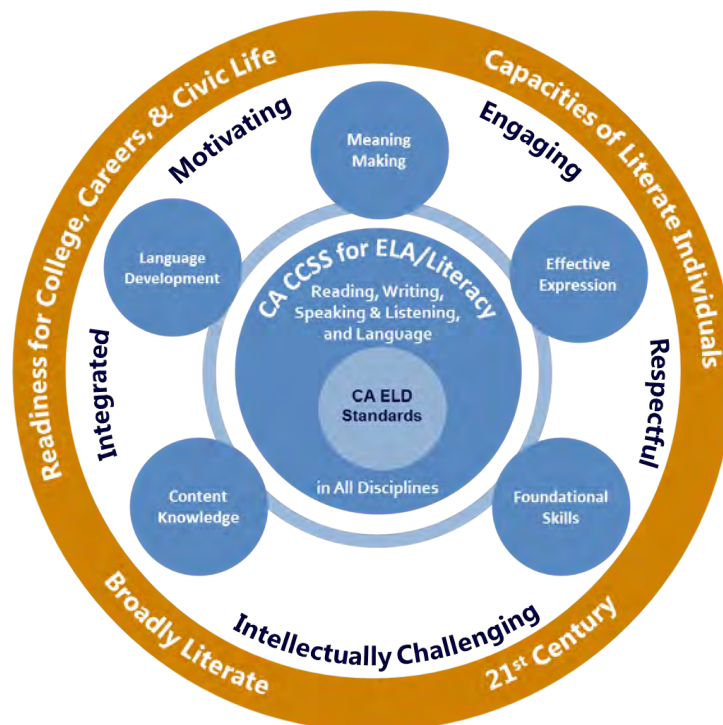 Readiness for College, Careers, & Civic Life
Capacities of Literate Individuals
Motivating
Engaging
Meaning
Making
Language
Development
Effective
Expression
CA CCSS for ELA/Literacy
Reading, Writing,
Speaking & Listening,
and Language
CA ELD
Standards
in All Disciplines
Integrated
Respectful
Content
Knowledge
Foundational
Skills
Intellectually Challenging
Broadly Literate
21st Century